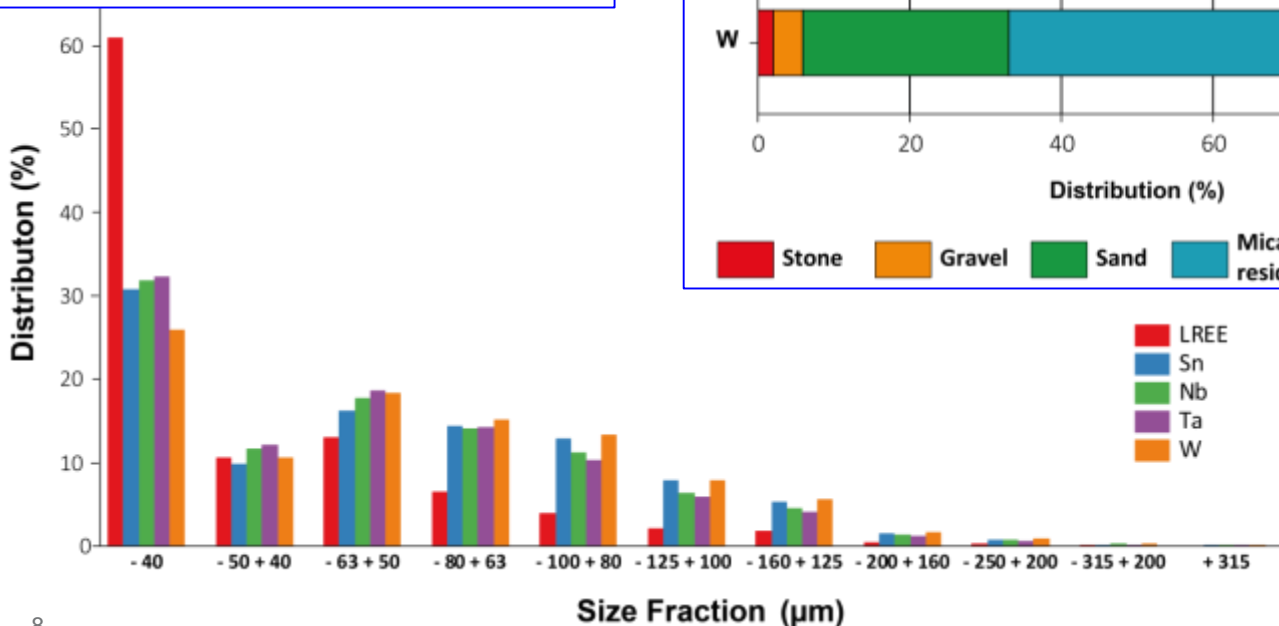 W
0 20 40 60
Distribution (%)
Stone Gravel Sand
60
50
40
30
20
10
0
Distributon (%)
LREE
Sn
Nb
Ta
W
- 40 - 50 + 40 - 63 + 50 - 80 + 63 - 100 + 80 - 125 + 100 - 160 + 125 - 200 + 160 - 250 + 200 - 315 + 200 + 315
Size Fraction (µm)